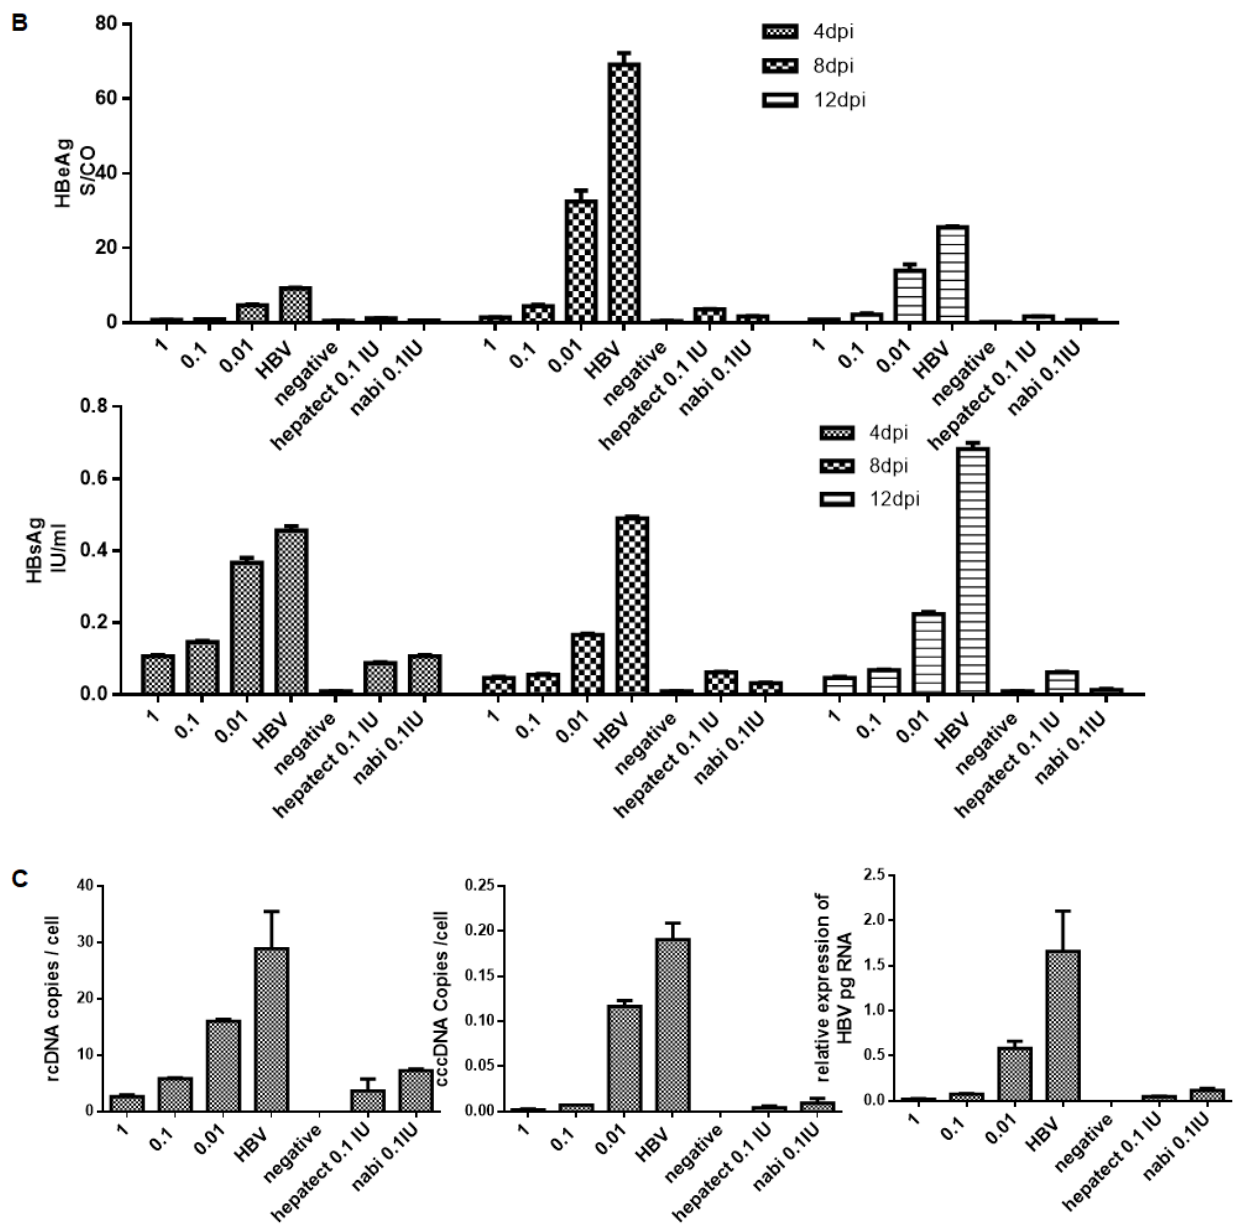 B
80
60
40
20
0
HBeAg
S/CO
4dpi
8dpi
12dpi
1
0.1
0.01
HBV
negative
hepatect 0.1 IU
nabi 0.1IU
1
0.1
0.01
HBV
negative
hepatect 0.1 IU
nabi 0.1IU
1
0.1
0.01
HBV
negative
hepatect 0.1 IU
nabi 0.1IU
0.8
0.6
0.4
0.2
0.0
HBsAg
IU/ml
4dpi
8dpi
12dpi
1
0.1
0.01
HBV
negative
hepatect 0.1 IU
nabi 0.1IU
1
0.1
0.01
HBV
negative
hepatect 0.1 IU
nabi 0.1IU
1
0.1
0.01
HBV
negative
hepatect 0.1 IU
nabi 0.1IU
C
40
30
20
10
0
rcDNA copies / cell
1
0.1
0.01
HBV
negative
hepatect 0.1 IU
nabi 0.1IU
0.25
0.20
0.15
0.10
0.05
0.00
cccDNA Copies /cell
1
0.1
0.01
HBV
negative
hepatect 0.1 IU
nabi 0.1IU
2.5
2.0
1.5
1.0
0.5
0.0
relative expression of
HBV pg RNA
1
0.1
0.01
HBV
negative
hepatect 0.1 IU
nabi 0.1IU